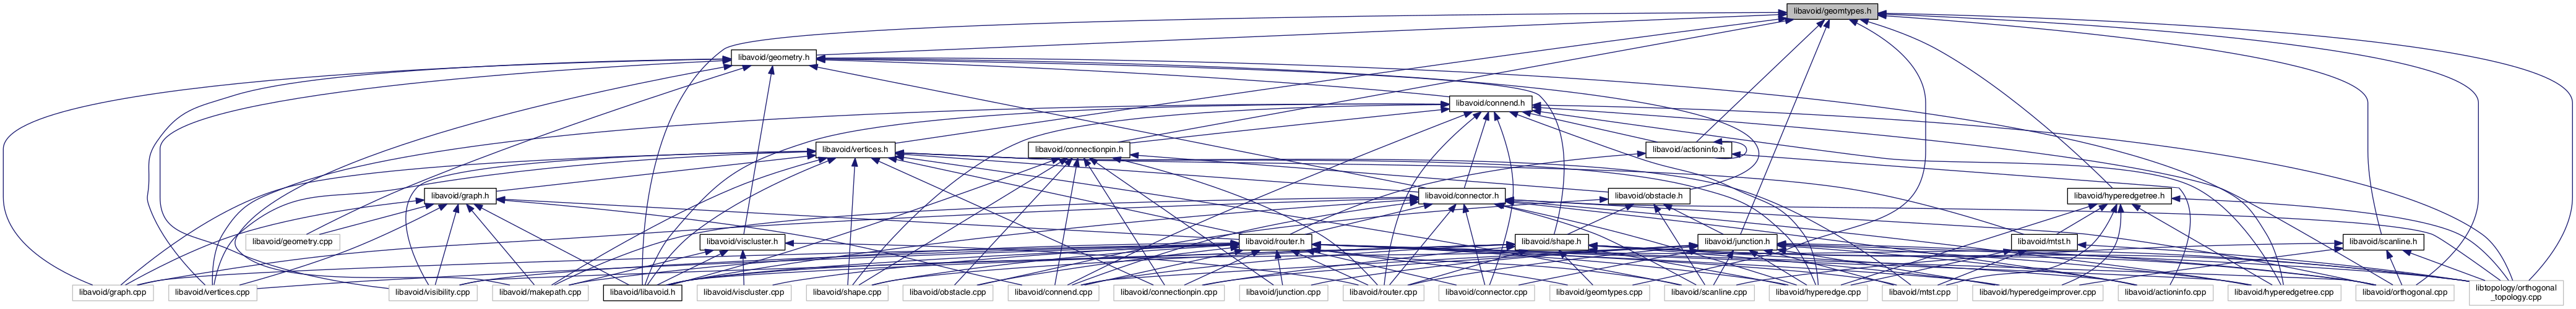 libavoid/geomtypes.h
libavoid/geometry.h
libavoid/connend.h
libavoid/vertices.h
libavoid/connectionpin.h
libavoid/actioninfo.h
libavoid/graph.h
libavoid/connector.h
libavoid/obstacle.h
libavoid/hyperedgetree.h
libavoid/geometry.cpp
libavoid/viscluster.h
libavoid/router.h
libavoid/shape.h
libavoid/junction.h
libavoid/mtst.h
libavoid/scanline.h
libavoid/graph.cpp
libavoid/vertices.cpp
libavoid/visibility.cpp
libavoid/makepath.cpp
libavoid/libavoid.h
libavoid/viscluster.cpp
libavoid/shape.cpp
libavoid/obstacle.cpp
libavoid/connend.cpp
libavoid/connectionpin.cpp
libavoid/junction.cpp
libavoid/router.cpp
libavoid/connector.cpp
libavoid/geomtypes.cpp
libavoid/scanline.cpp
libavoid/hyperedge.cpp
libavoid/mtst.cpp
libavoid/hyperedgeimprover.cpp
libavoid/actioninfo.cpp
libavoid/hyperedgetree.cpp
libavoid/orthogonal.cpp
libtopology/orthogonal
_topology.cpp